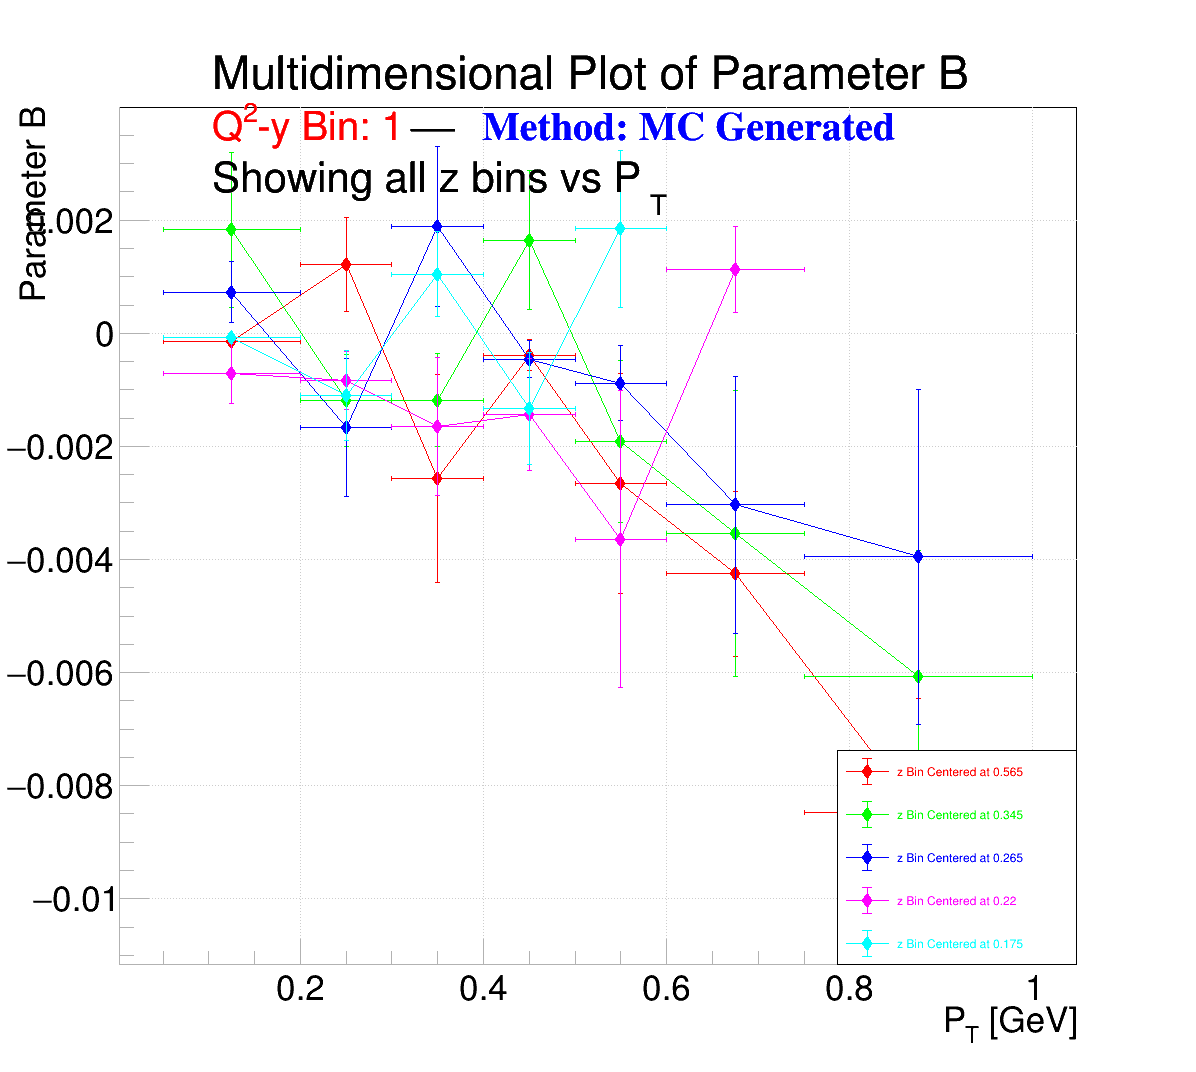 Multidimensional Plot of Parameter B
Q²-y Bin: 1 — Method: MC Generated
Showing all z bins vs P_T
Parameter B
0.002
0
−0.002
−0.004
−0.006
−0.008
−0.01
z Bin Centered at 0.565
z Bin Centered at 0.345
z Bin Centered at 0.265
z Bin Centered at 0.22
z Bin Centered at 0.175
0.2 0.4 0.6 0.8 1
P_T [GeV]